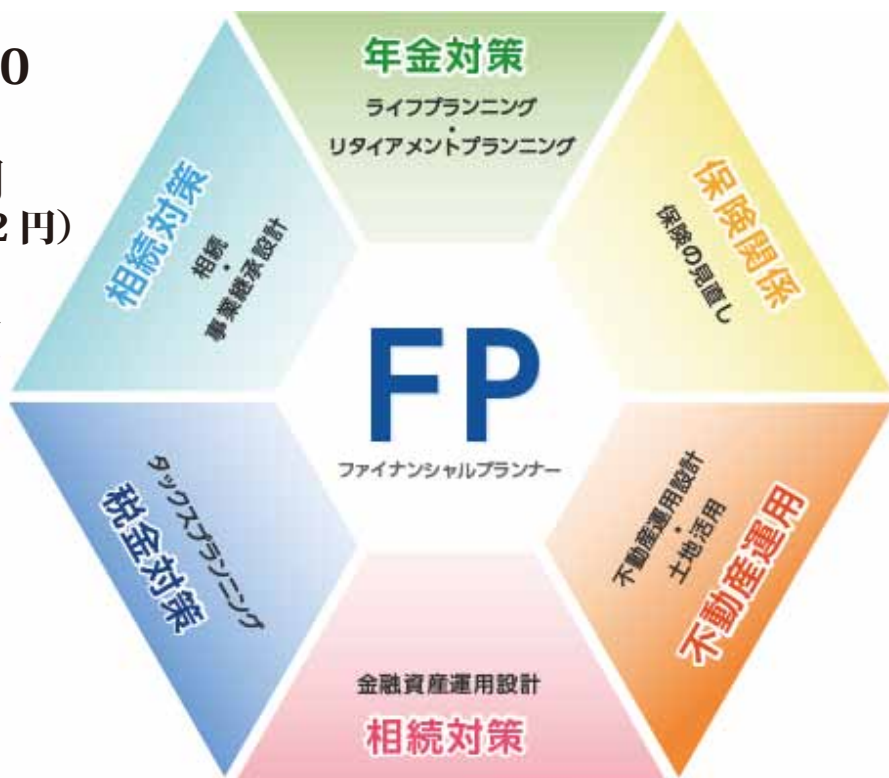 年金対策
ライフプランニング
・
リタイアメントプランニング
保険関係
保険の見直し
不動産運用設計
・
土地活用
不動産運用
金融資産運用設計
相続対策
タックスプランニング
税金対策
相続対策
相続
・
事業継承設計
FP
ファイナンシャルプランナー
0
2 円)